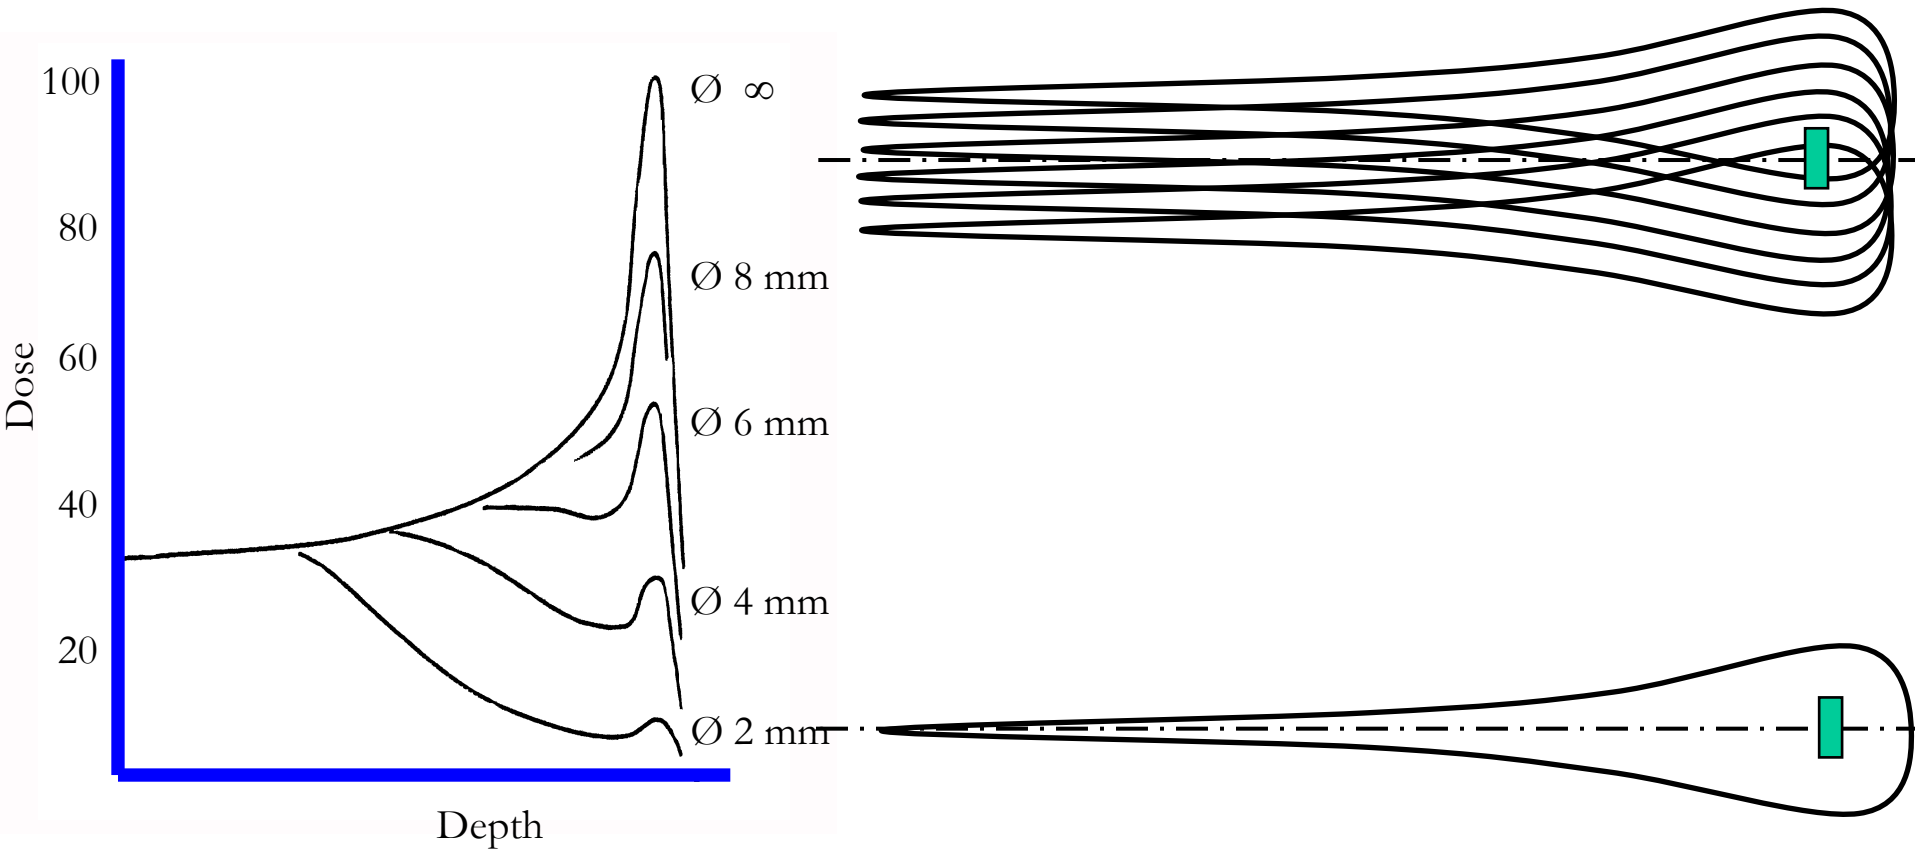 100
Ø ∞
80
Ø 8 mm
60
Dose
Ø 6 mm
40
Ø 4 mm
20
Ø 2 mm
Depth